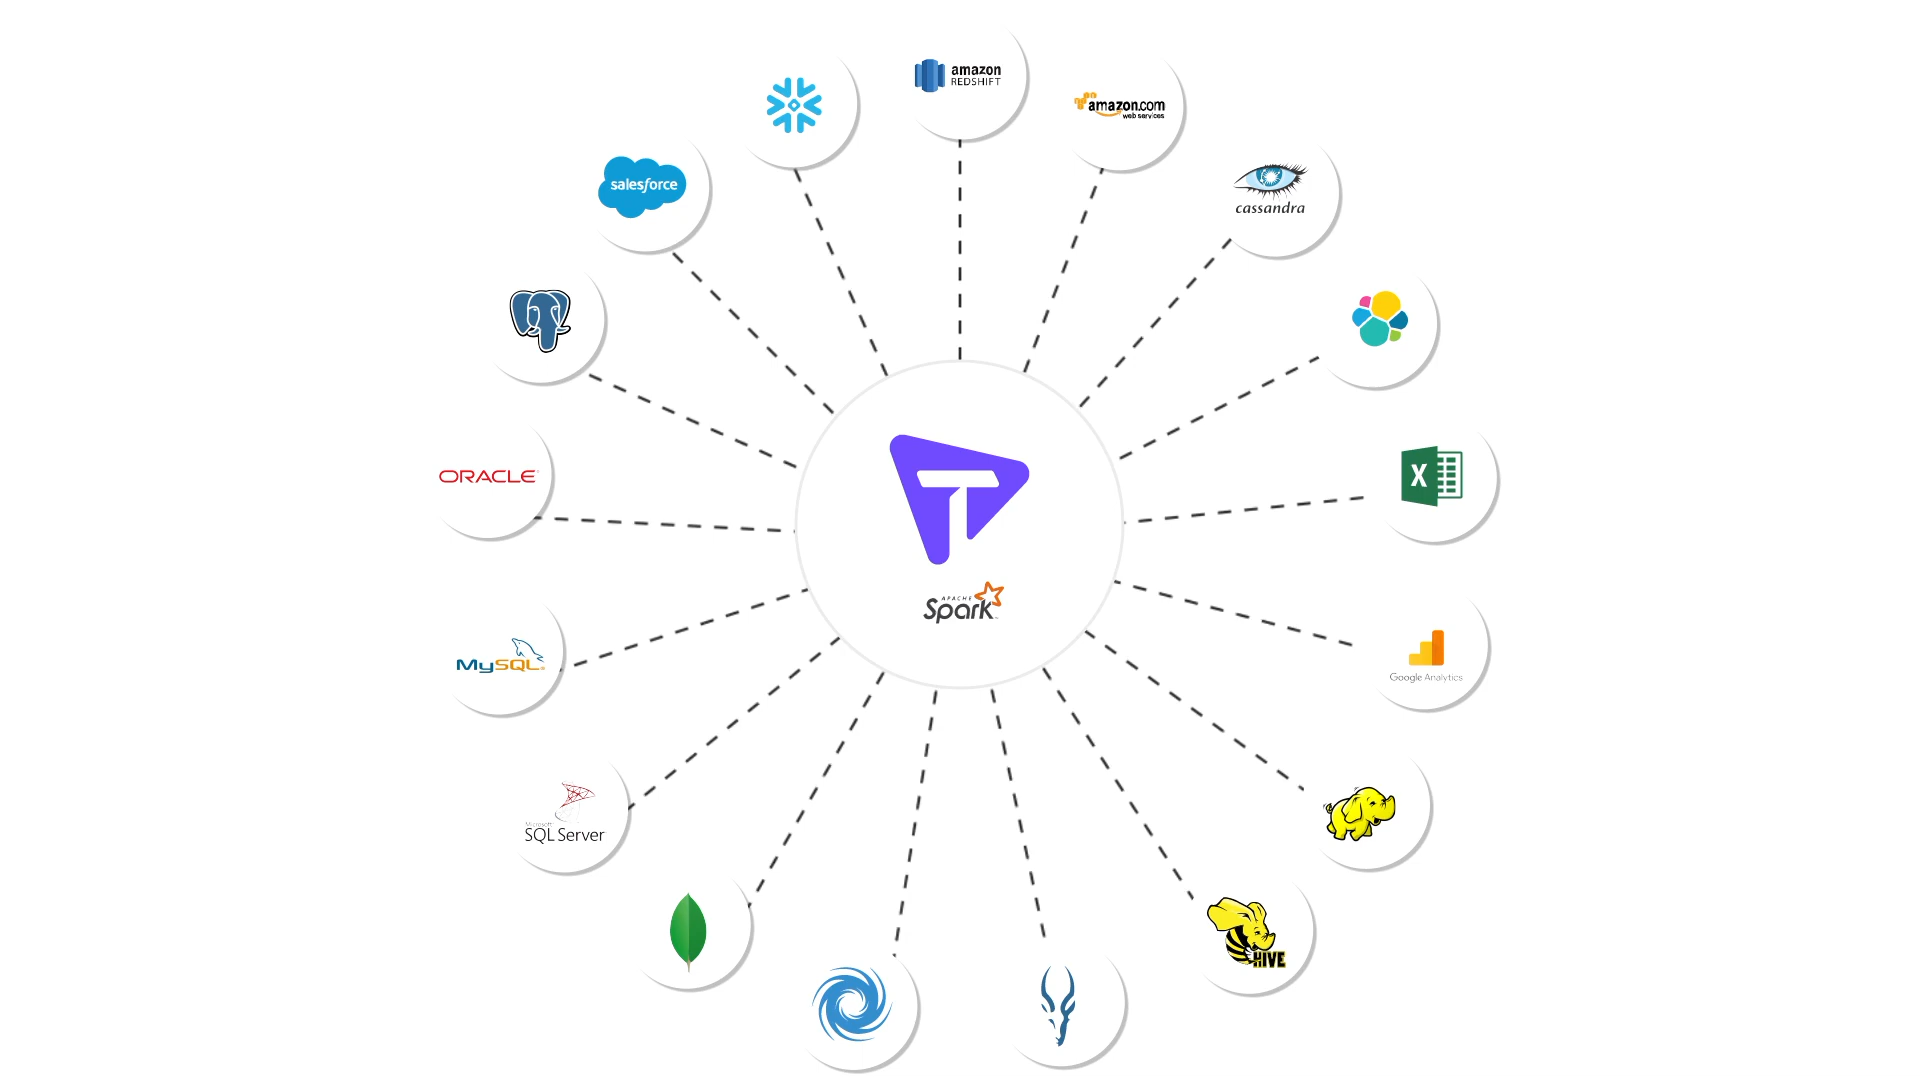 amazon
REDSHIFT
amazon.com
web services
salesforce
cassandra
ORACLE
X
T
APACHE
Spark
MySQL
Google Analytics
Microsoft
SQL Server
HIVE